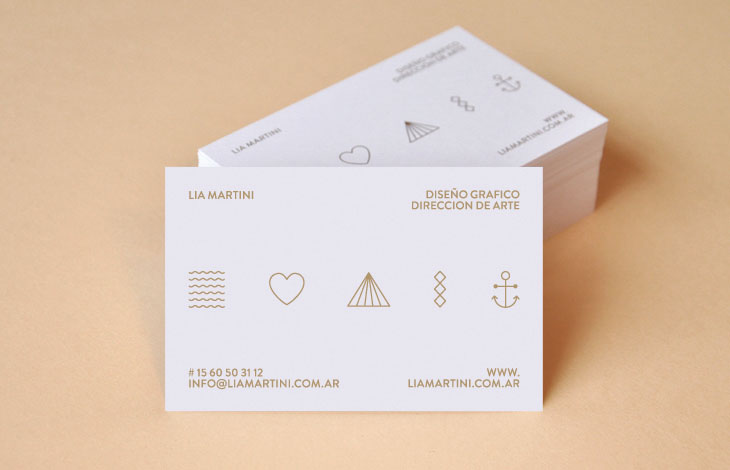 DISEÑO GRAFICO
DIRECCION DE ARTE
LIA MARTINI
WWW.
LIAMARTINI.COM.AR
LIA MARTINI
DISEÑO GRAFICO
DIRECCION DE ARTE
# 15 60 50 31 12
INFO@LIAMARTINI.COM.AR
WWW.
LIAMARTINI.COM.AR